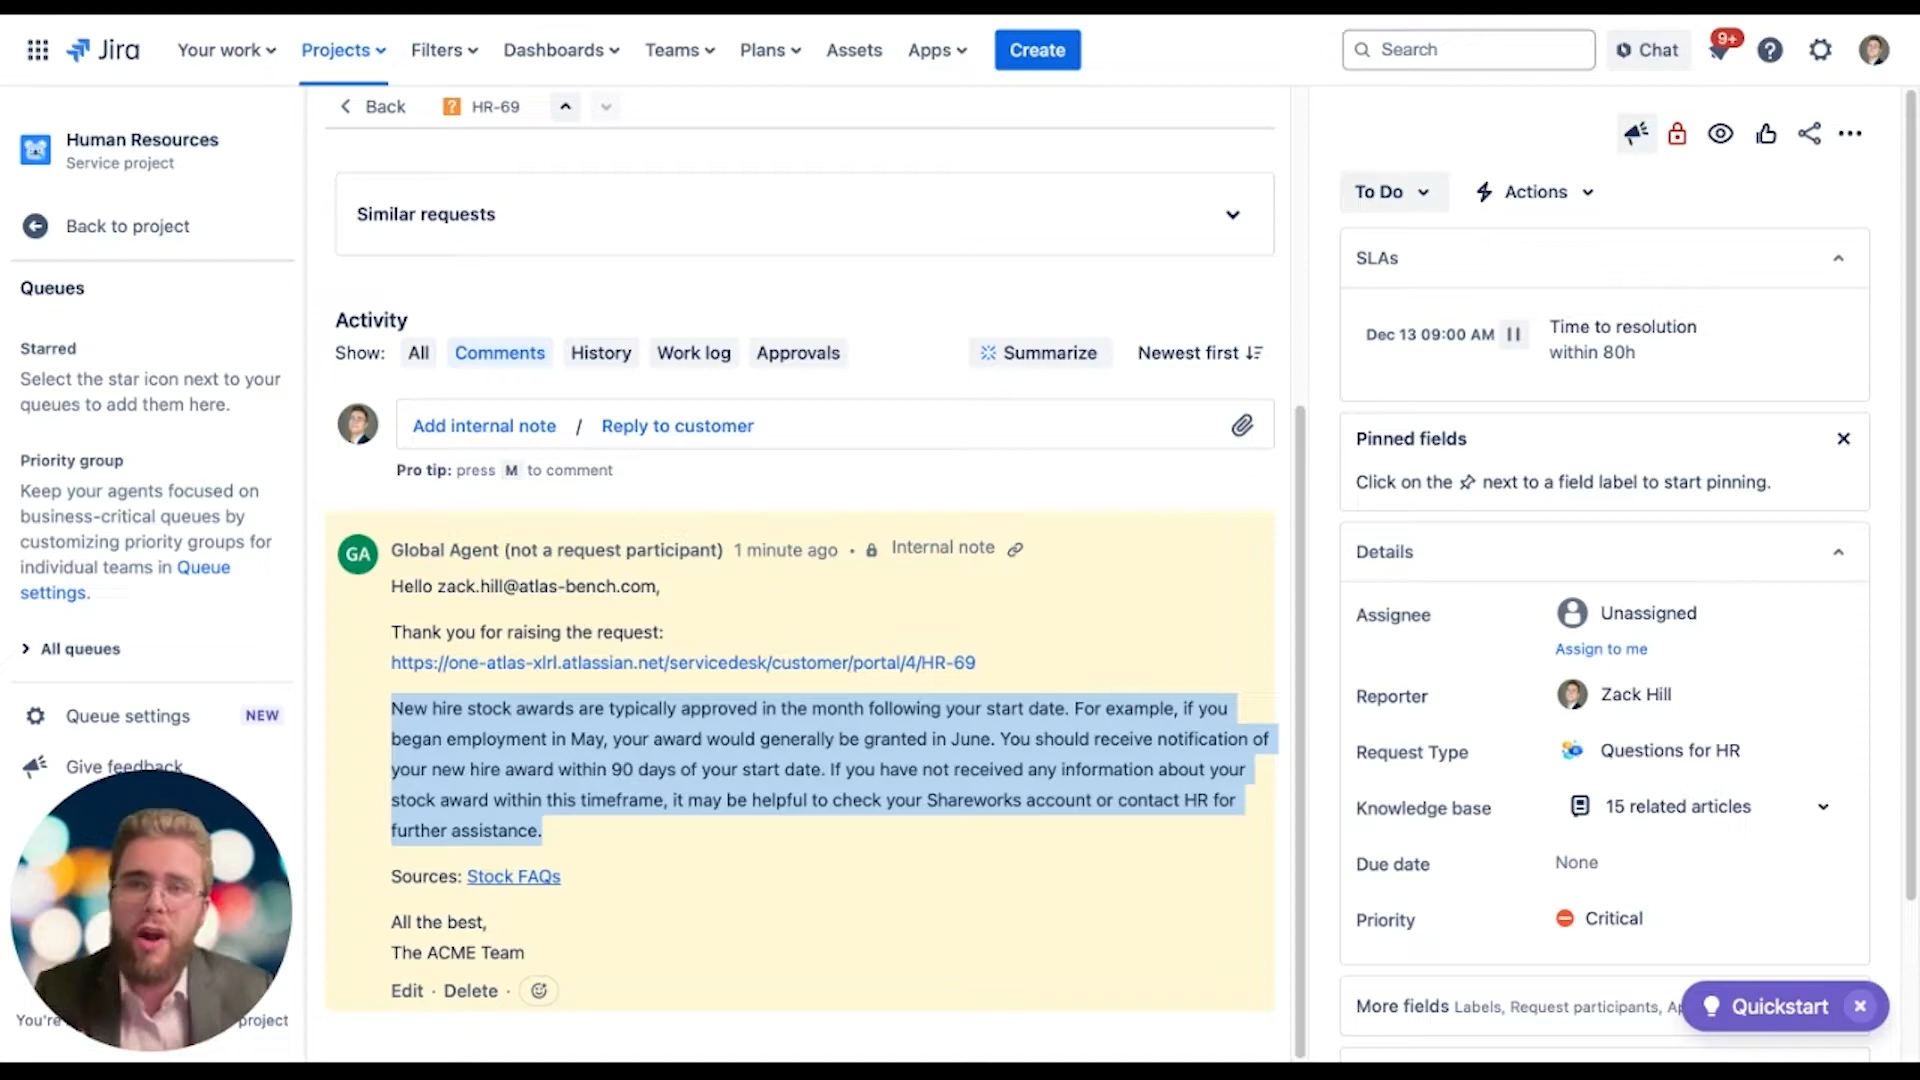 Jira
Your work
Projects
Filters
Dashboards
Teams
Plans
Assets
Apps
Create
Search
Chat
9+
Human Resources
Service project
Back to project
Queues
Starred
Select the star icon next to your
queues to add them here.
Priority group
Keep your agents focused on
business-critical queues by
customizing priority groups for
individual teams in Queue
settings.
All queues
Queue settings NEW
Give feedback
You're
project
Back
HR-69
Similar requests
Activity
Show: All Comments History Work log Approvals Summarize Newest first
Add internal note / Reply to customer
Pro tip: press M to comment
GA
Global Agent (not a request participant) 1 minute ago • Internal note
Hello zack.hill@atlas-bench.com,
Thank you for raising the request:
https://one-atlas-xlrl.atlassian.net/servicedesk/customer/portal/4/HR-69
New hire stock awards are typically approved in the month following your start date. For example, if you
began employment in May, your award would generally be granted in June. You should receive notification of
your new hire award within 90 days of your start date. If you have not received any information about your
stock award within this timeframe, it may be helpful to check your Shareworks account or contact HR for
further assistance.
Sources: Stock FAQs
All the best,
The ACME Team
Edit · Delete ·
To Do
Actions
SLAs
Dec 13 09:00 AM
Time to resolution
within 80h
Pinned fields
Click on the next to a field label to start pinning.
Details
Assignee Unassigned
Assign to me
Reporter Zack Hill
Request Type Questions for HR
Knowledge base 15 related articles
Due date None
Priority Critical
More fields Labels, Request participants,
Quickstart